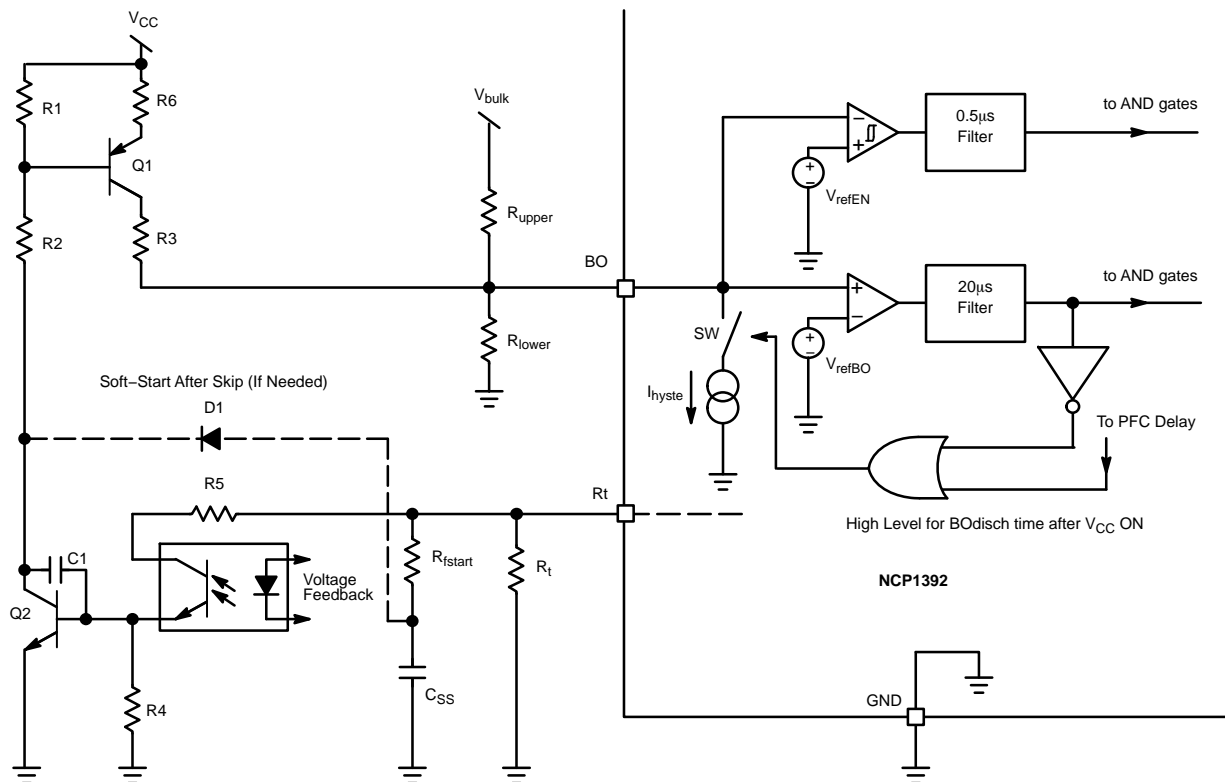 VCC
R1
R6
Q1
R2
R3
Vbulk
Rupper
BO
Rlower
0.5μs
Filter
to AND gates
VrefEN
20μs
Filter
to AND gates
SW
VrefBO
Ihyste
To PFC Delay
High Level for BOdisch time after VCC ON
NCP1392
Soft−Start After Skip (If Needed)
D1
R5
Rt
C1
Voltage
Feedback
Rfstart
Rt
Q2
R4
CSS
GND
+
−
+
−
−
+
+
−